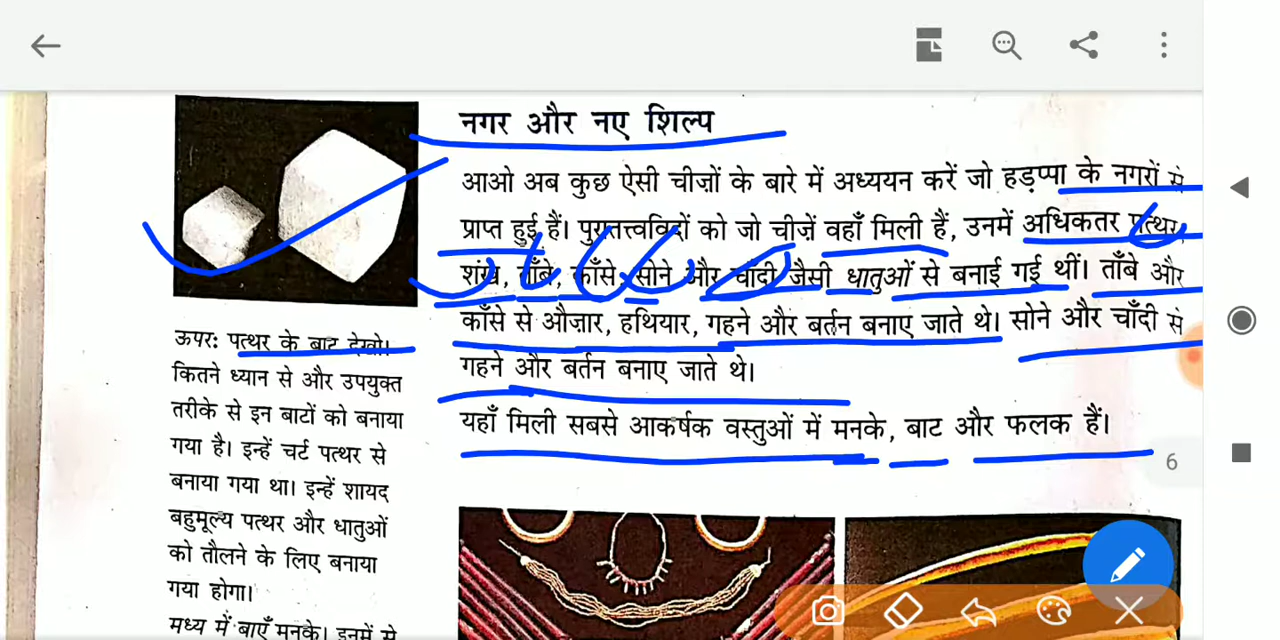 नगर और नए शिल्प
आओ अब कुछ ऐसी चीज़ों के बारे में अध्ययन करें जो हड़प्पा के नगरों से
प्राप्त हुई हैं। पुरातत्त्वविदों को जो चीज़ें वहाँ मिली हैं, उनमें अधिकतर पत्थर,
शंख, ताँबे, काँसे, सोने और चाँदी जैसी धातुओं से बनाई गई थीं। ताँबे और
काँसे से औज़ार, हथियार, गहने और बर्तन बनाए जाते थे। सोने और चाँदी से
गहने और बर्तन बनाए जाते थे।
यहाँ मिली सबसे आकर्षक वस्तुओं में मनके, बाट और फलक हैं।
6
ऊपर: पत्थर के बाट देखो।
कितने ध्यान से और उपयुक्त
तरीके से इन बाटों को बनाया
गया है। इन्हें चर्ट पत्थर से
बनाया गया था। इन्हें शायद
बहुमूल्य पत्थर और धातुओं
को तौलने के लिए बनाया
गया होगा।
मध्य में बाएँ मनके। इनमें से